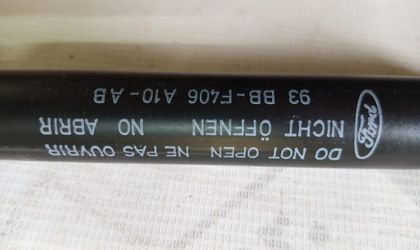 Ford
DO NOT OPEN NE PAS OUVRIR
NICHT ÖFFNEN NO ABRIR
93 BB-F406 A10-AB